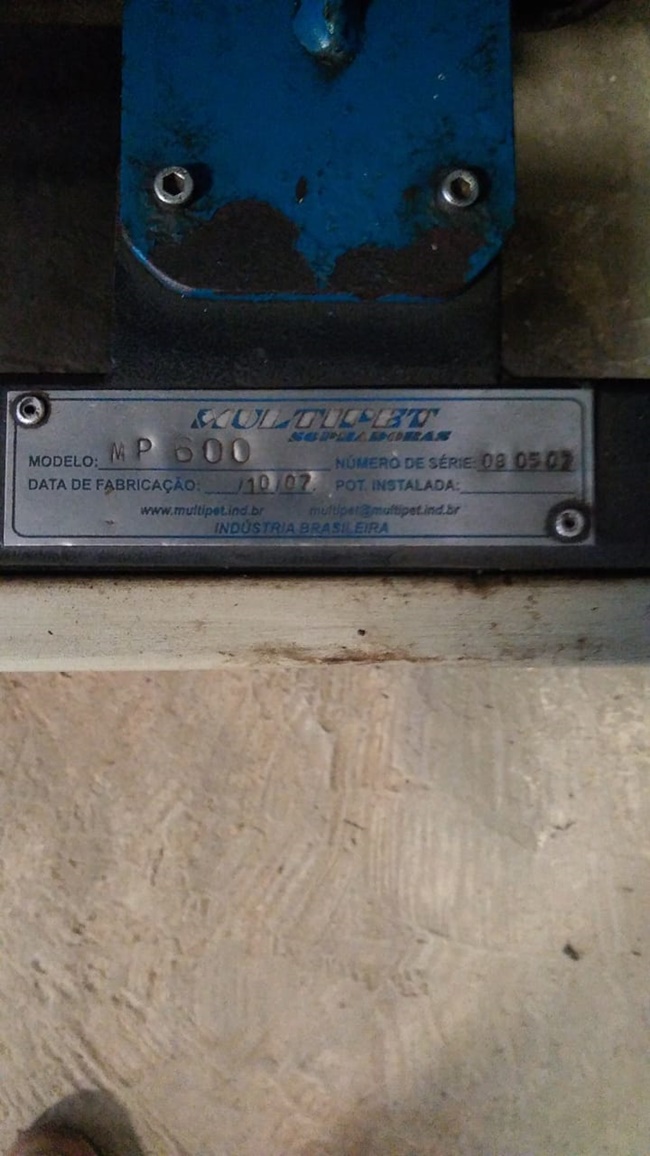 MULTIPET
SOPRADORAS
MODELO: MP 600 NÚMERO DE SÉRIE: 08 05 07
DATA DE FABRICAÇÃO: /10/07 POT. INSTALADA:
www.multipet.ind.br multipet@multipet.ind.br
INDÚSTRIA BRASILEIRA